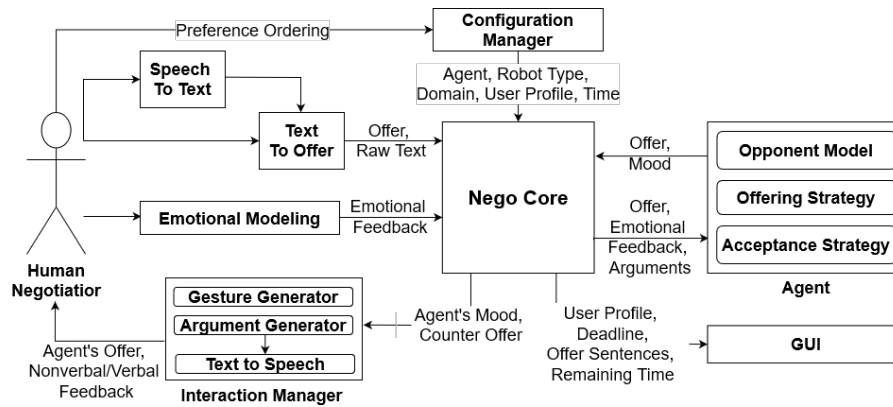 Preference Ordering
Configuration
Manager
Speech
To Text
Agent, Robot Type,
Domain, User Profile, Time
Text
To Offer
Offer,
Raw Text
Nego Core
Offer,
Mood
Opponent Model
Offering Strategy
Acceptance Strategy
Agent
Emotional Modeling
Emotional
Feedback
Offer,
Emotional
Feedback,
Arguments
Human
Negotiatior
Gesture Generator
Argument Generator
Text to Speech
Interaction Manager
Agent's Mood,
Counter Offer
User Profile,
Deadline,
Offer Sentences,
Remaining Time
GUI
Agent's Offer,
Nonverbal/Verbal
Feedback